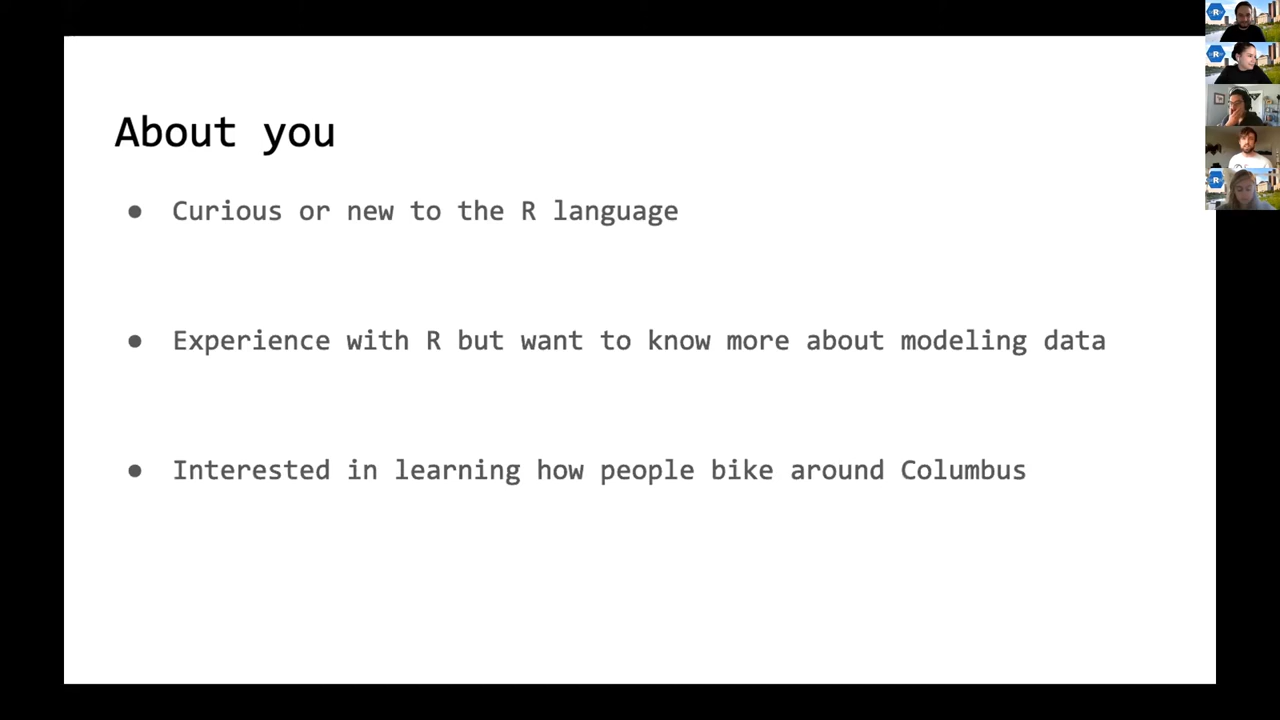 About you
● Curious or new to the R language
● Experience with R but want to know more about modeling data
● Interested in learning how people bike around Columbus
R
R
R